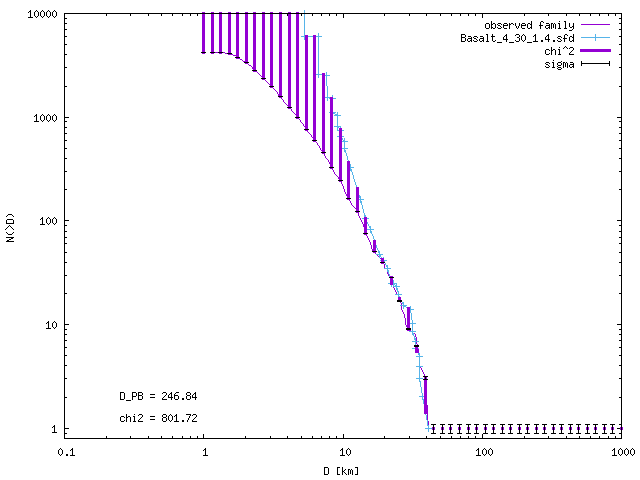 10000
1000
100
10
1
N(>D)
observed family
Basalt_4_30_1.4.sfd
chi^2
sigma
D_PB = 246.84
chi2 = 801.72
0.1 1 10 100 1000
D [km]